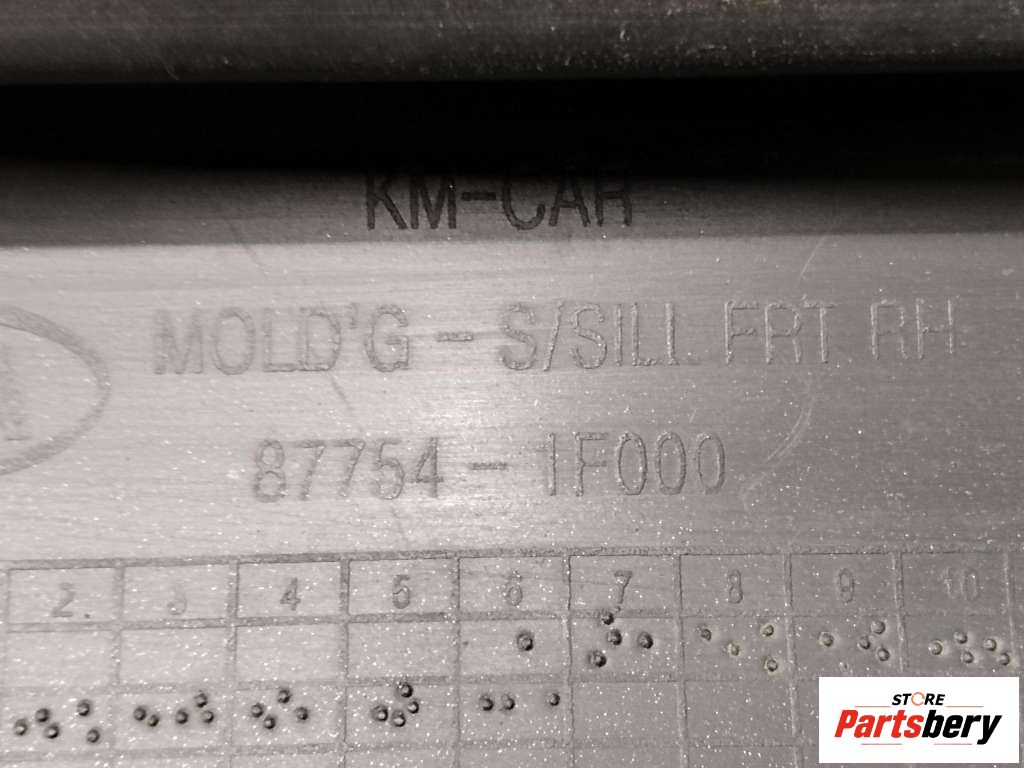 KM-CAR
MOLD'G - S/SILL FRT RH
87754 - 1F000
2. 3 4 5 6 7 8 9 10
STORE
Partsbery